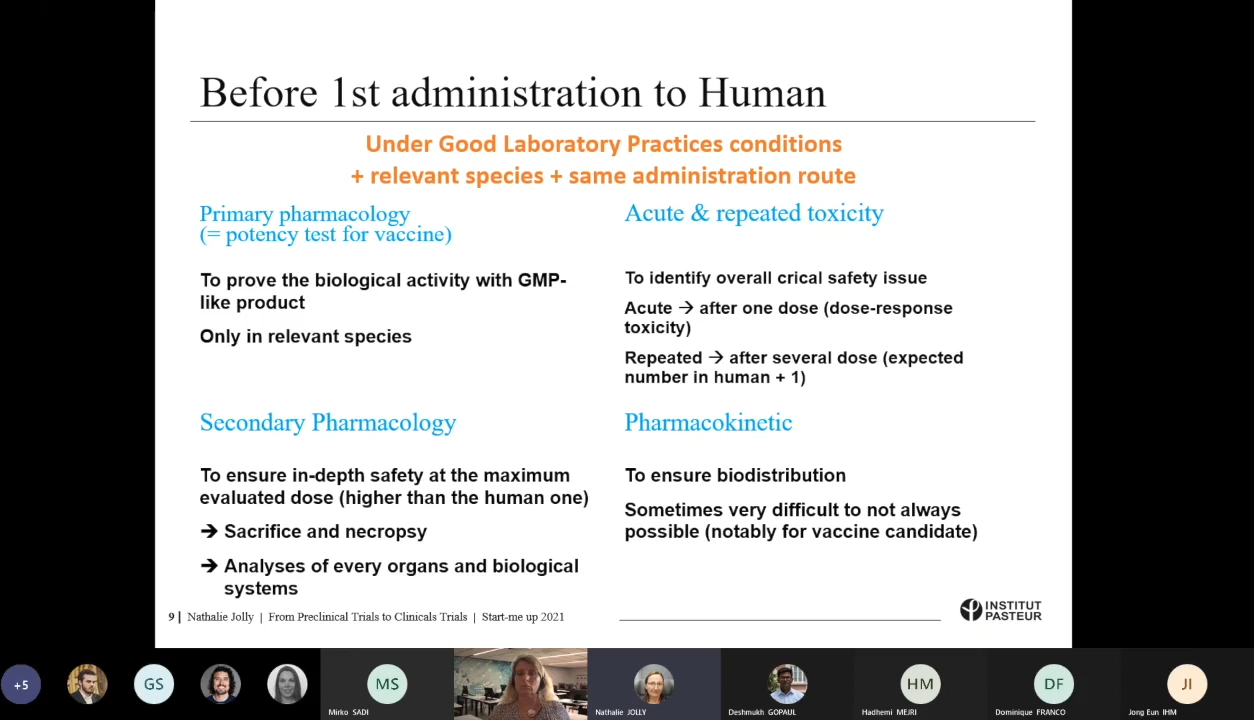 Before 1st administration to Human
Under Good Laboratory Practices conditions
+ relevant species + same administration route
Primary pharmacology
(= potency test for vaccine)
To prove the biological activity with GMP-
like product
Only in relevant species
Acute & repeated toxicity
To identify overall crical safety issue
Acute → after one dose (dose-response
toxicity)
Repeated → after several dose (expected
number in human + 1)
Secondary Pharmacology
To ensure in-depth safety at the maximum
evaluated dose (higher than the human one)
➔ Sacrifice and necropsy
➔ Analyses of every organs and biological
systems
Pharmacokinetic
To ensure biodistribution
Sometimes very difficult to not always
possible (notably for vaccine candidate)
9 | Nathalie Jolly | From Preclinical Trials to Clinicals Trials | Start-me up 2021
INSTITUT
PASTEUR
+5
GS
MS
HM
DF
JI
Mirko SADI
Nathalie JOLLY
Deshmukh GOPAUL
Hadhemi MEJRI
Dominique FRANCO
Jong Eun IHM